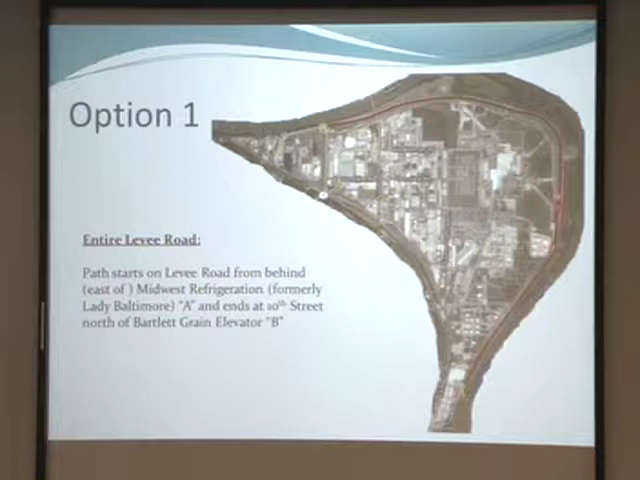 Option 1
Entire Levee Road:
Path starts on Levee Road from behind
(east of ) Midwest Refrigeration (formerly
Lady Baltimore) "A" and ends at 10th Street
north of Bartlett Grain Elevator "B"